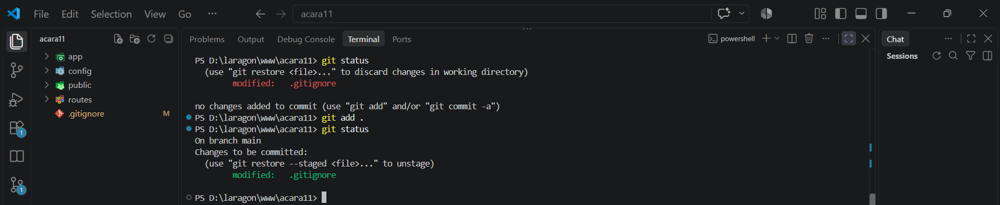 File Edit Selection View Go ··· acara11
acara11
Problems Output Debug Console Terminal Ports powershell ···
Chat ···
Sessions
app
config
public
routes
.gitignore M
1
1
PS D:\laragon\www\acara11> git status
(use "git restore <file>..." to discard changes in working directory)
modified: .gitignore
no changes added to commit (use "git add" and/or "git commit -a")
PS D:\laragon\www\acara11> git add .
PS D:\laragon\www\acara11> git status
On branch main
Changes to be committed:
(use "git restore --staged <file>..." to unstage)
modified: .gitignore
PS D:\laragon\www\acara11>